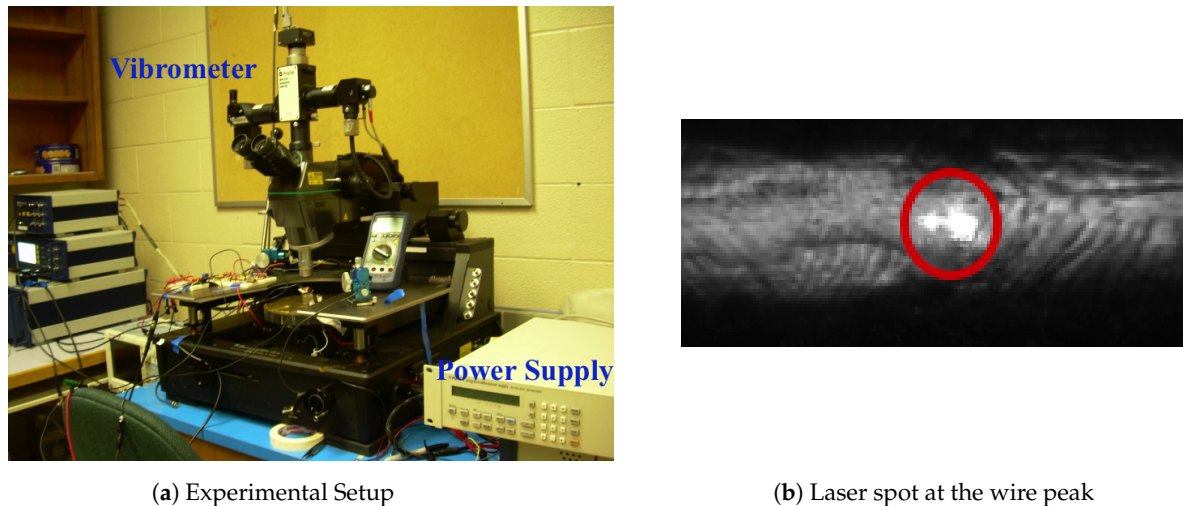 Vibrometer
Power Supply
(a) Experimental Setup
(b) Laser spot at the wire peak